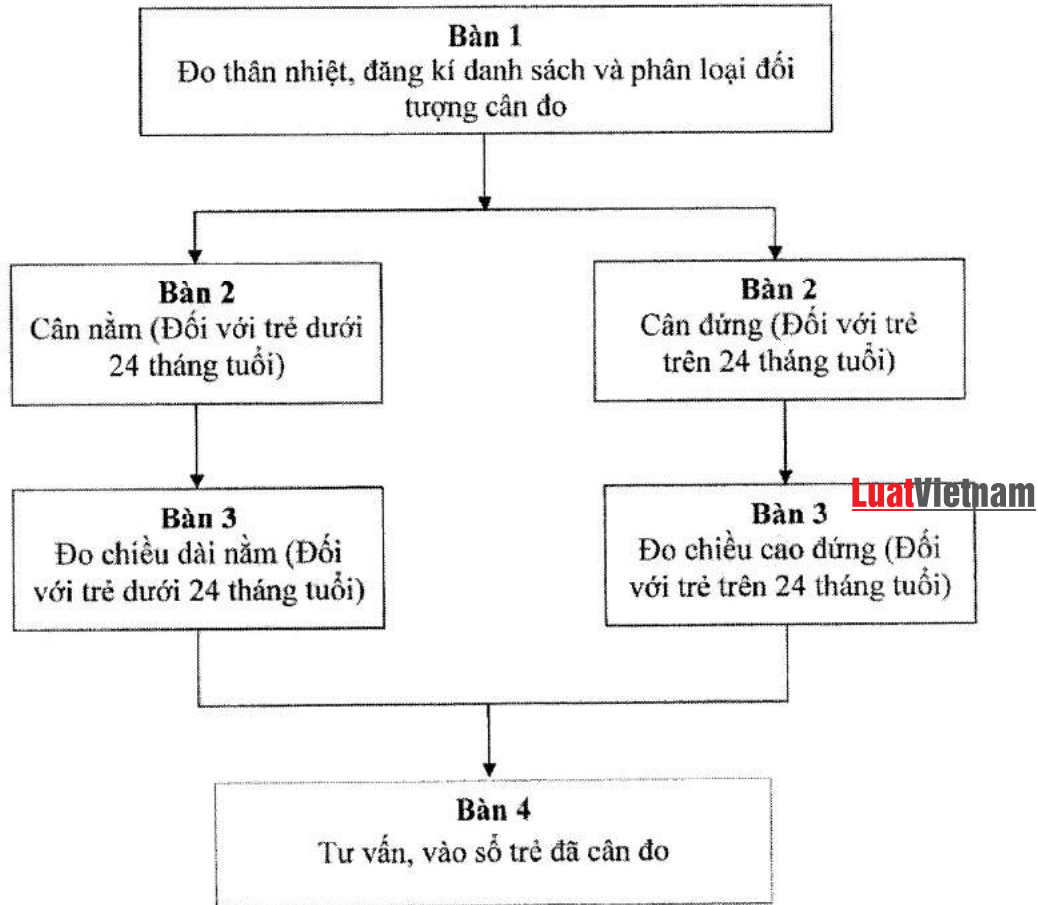 Bàn 1
Đo thân nhiệt, đăng kí danh sách và phân loại đối
tượng cân đo
Bàn 2
Cân nằm (Đối với trẻ dưới
24 tháng tuổi)
Bàn 2
Cân đứng (Đối với trẻ
trên 24 tháng tuổi)
Bàn 3
Đo chiều dài nằm (Đối
với trẻ dưới 24 tháng tuổi)
LuatVietnam
Bàn 3
Đo chiều cao đứng (Đối
với trẻ trên 24 tháng tuổi)
Bàn 4
Tư vấn, vào sổ trẻ đã cân đo